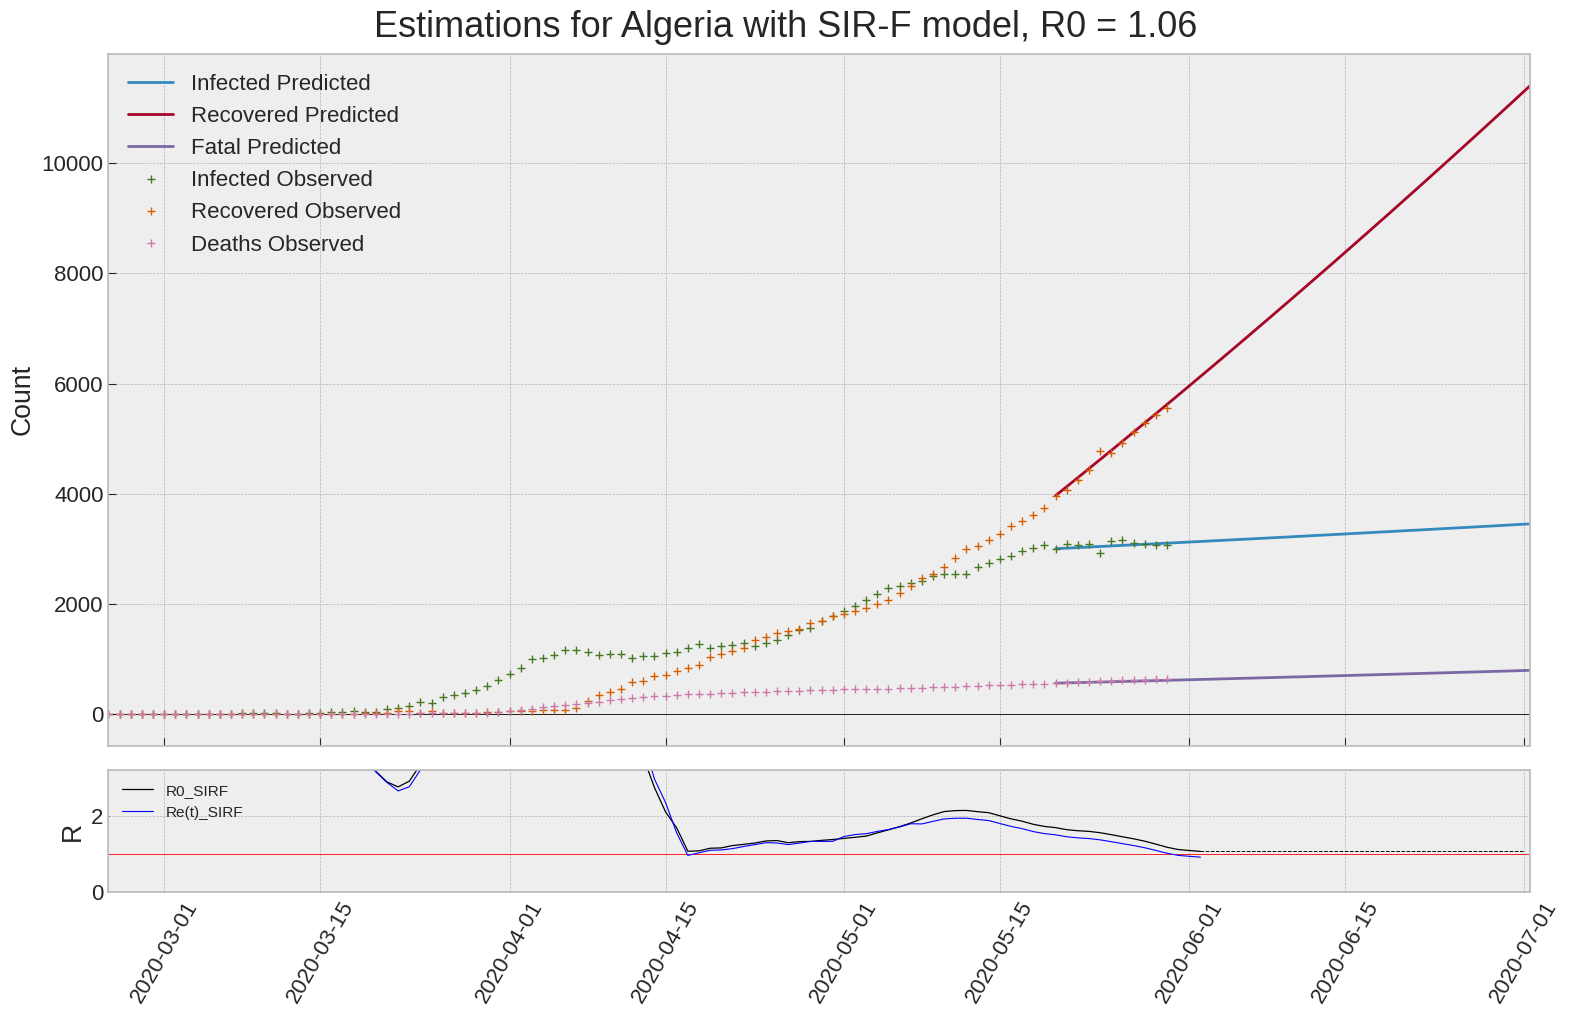 Estimations for Algeria with SIR-F model, R0 = 1.06
Infected Predicted
Recovered Predicted
Fatal Predicted
Infected Observed
Recovered Observed
Deaths Observed
Count
10000
8000
6000
4000
2000
0
R0_SIRF
Re(t)_SIRF
R
2
0
2020-03-01
2020-03-15
2020-04-01
2020-04-15
2020-05-01
2020-05-15
2020-06-01
2020-06-15
2020-07-01